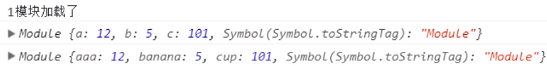 1模块加载了
▶ Module {a: 12, b: 5, c: 101, Symbol(Symbol.toStringTag): "Module"}
▶ Module {aaa: 12, banana: 5, cup: 101, Symbol(Symbol.toStringTag): "Module"}